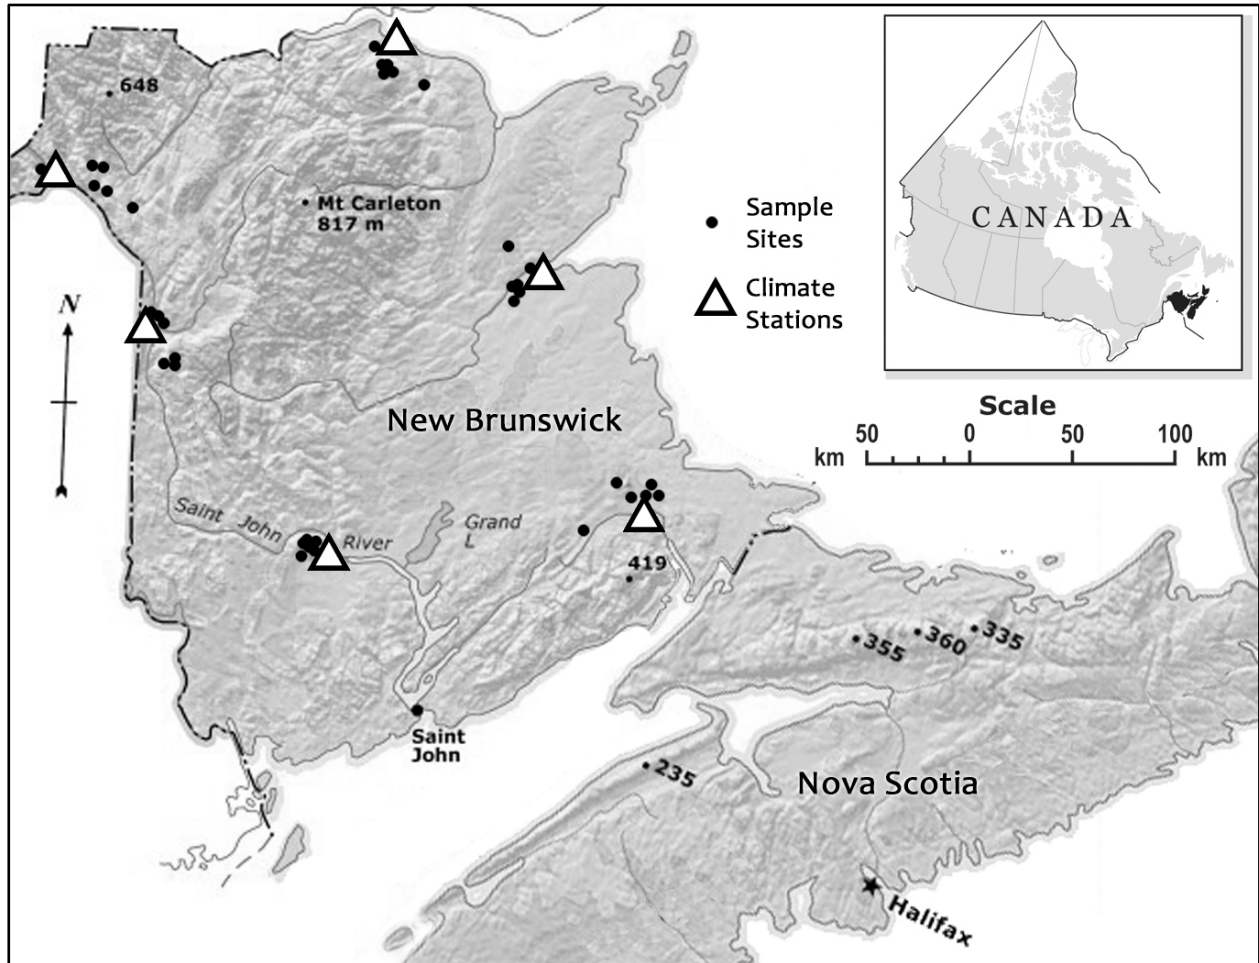 648
Mt Carleton
817 m
N
Sample
Sites
Climate
Stations
CANADA
New Brunswick
Scale
50 0 50 100
km km
Saint John River
Grand
L
419
355
360
335
Saint
John
235
Nova Scotia
Halifax